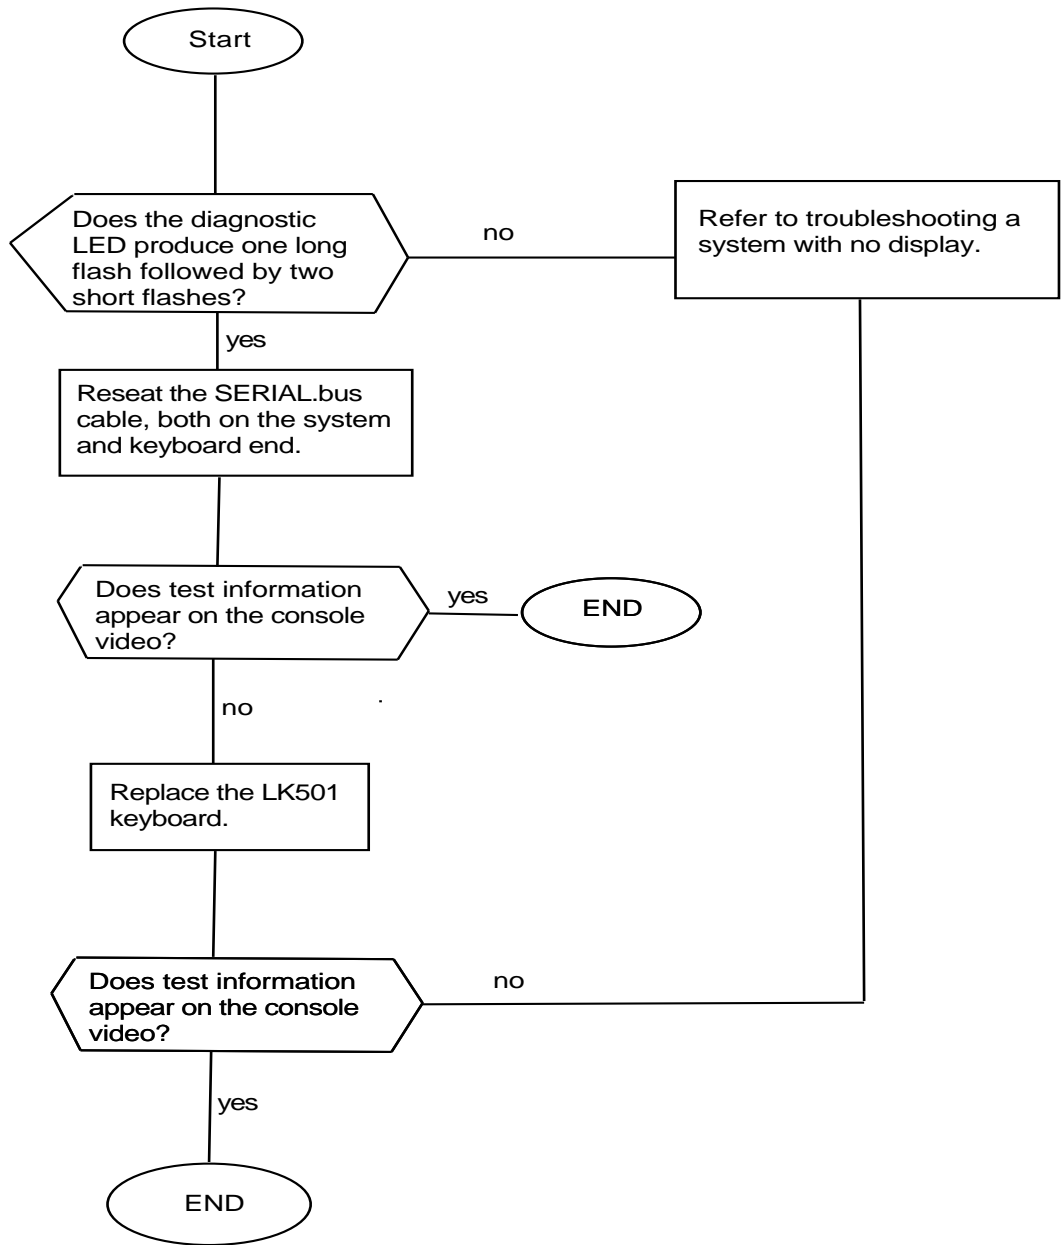 Start
Does the diagnostic
LED produce one long
flash followed by two
short flashes?
no
Refer to troubleshooting a
system with no display.
yes
Reseat the SERIAL.bus
cable, both on the system
and keyboard end.
Does test information
appear on the console
video?
yes
END
no
Replace the LK501
keyboard.
Does test information
appear on the console
video?
no
yes
END